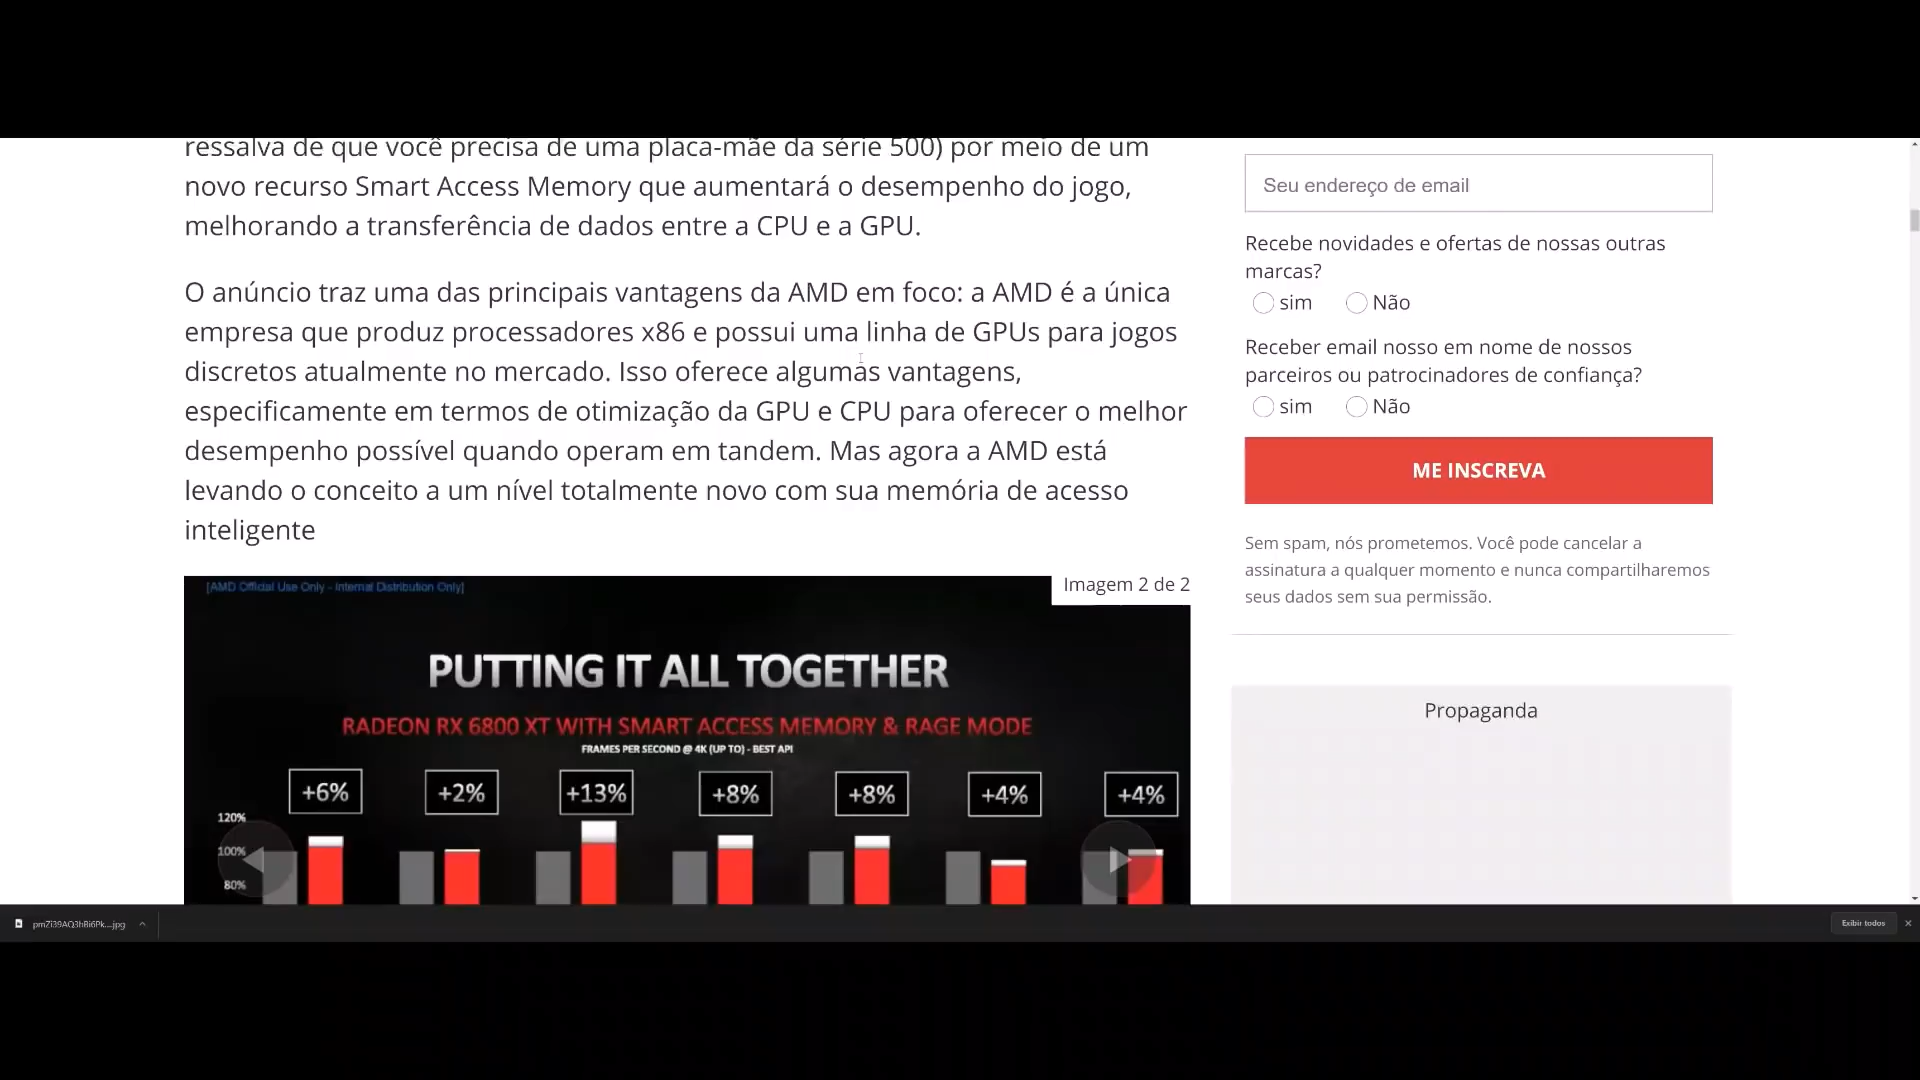 ressalva de que você precisa de uma placa-mãe da série 500) por meio de um
novo recurso Smart Access Memory que aumentará o desempenho do jogo,
melhorando a transferência de dados entre a CPU e a GPU.
O anúncio traz uma das principais vantagens da AMD em foco: a AMD é a única
empresa que produz processadores x86 e possui uma linha de GPUs para jogos
discretos atualmente no mercado. Isso oferece algumas vantagens,
especificamente em termos de otimização da GPU e CPU para oferecer o melhor
desempenho possível quando operam em tandem. Mas agora a AMD está
levando o conceito a um nível totalmente novo com sua memória de acesso
inteligente
[AMD Official Use Only - Internal Distribution Only]
Imagem 2 de 2
PUTTING IT ALL TOGETHER
RADEON RX 6800 XT WITH SMART ACCESS MEMORY & RAGE MODE
FRAMES PER SECOND @ 4K (UP TO) - BEST API
+6% +2% +13% +8% +8% +4% +4%
120%
100%
80%
Seu endereço de email
Recebe novidades e ofertas de nossas outras
marcas?
sim Não
Receber email nosso em nome de nossos
parceiros ou patrocinadores de confiança?
sim Não
ME INSCREVA
Sem spam, nós prometemos. Você pode cancelar a
assinatura a qualquer momento e nunca compartilharemos
seus dados sem sua permissão.
Propaganda
Exibir todos